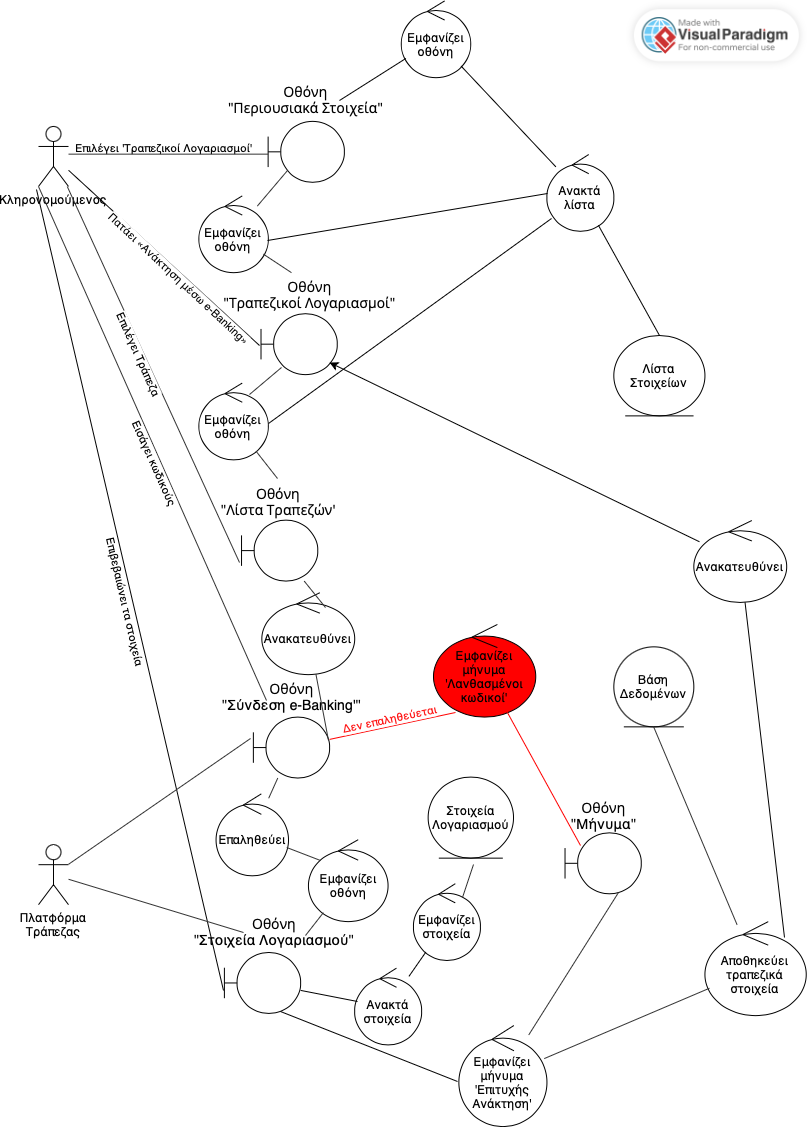 Made with
VisualParadigm
For non-commercial use
Εμφανίζει
οθόνη
Οθόνη
"Περιουσιακά Στοιχεία"
Επιλέγει 'Τραπεζικοί Λογαριασμοί'
Κληρονομούμενος
Ανακτά
λίστα
Εμφανίζει
οθόνη
Πατάει «Ανάκτηση μέσω e-Banking»
Οθόνη
"Τραπεζικοί Λογαριασμοί"
Επιλέγει Τράπεζα
Λίστα
Στοιχείων
Εμφανίζει
οθόνη
Εισάγει κωδικούς
Οθόνη
"Λίστα Τραπεζών'
Επιβεβαιώνει τα στοιχεία
Ανακατευθύνει
Ανακατευθύνει
Εμφανίζει
μήνυμα
'Λανθασμένοι
κωδικοί'
Βάση
Δεδομένων
Οθόνη
"Σύνδεση e-Banking'"
Δεν επαληθεύεται
Στοιχεία
Λογαριασμού
Οθόνη
"Μήνυμα"
Επαληθεύει
Εμφανίζει
οθόνη
Πλατφόρμα
Τράπεζας
Οθόνη
"Στοιχεία Λογαριασμού"
Εμφανίζει
στοιχεία
Αποθηκεύει
τραπεζικά
στοιχεία
Ανακτά
στοιχεία
Εμφανίζει
μήνυμα
'Επιτυχής
Ανάκτηση'